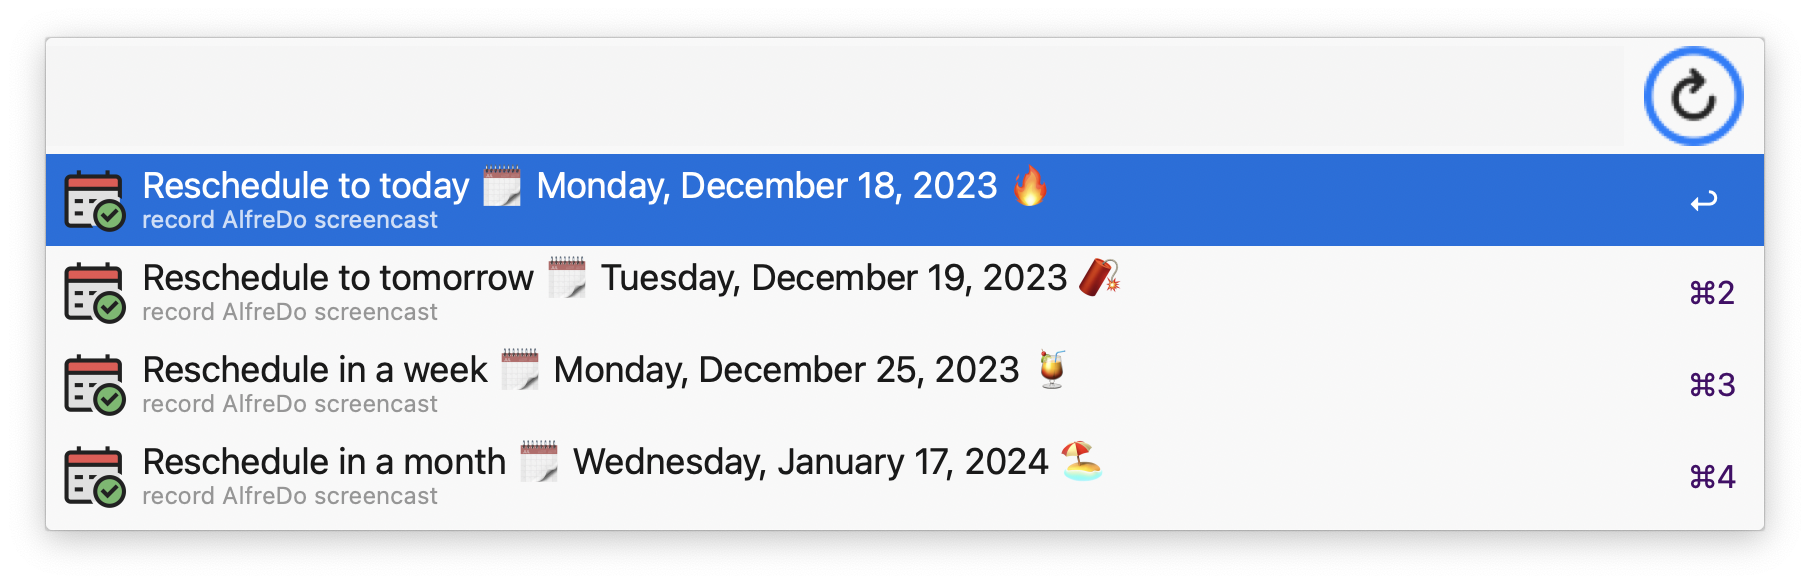 Reschedule to today 🗓 Monday, December 18, 2023 🔥
record AlfreDo screencast
↩
Reschedule to tomorrow 🗓 Tuesday, December 19, 2023 🧨
record AlfreDo screencast
⌘2
Reschedule in a week 🗓 Monday, December 25, 2023 🍹
record AlfreDo screencast
⌘3
Reschedule in a month 🗓 Wednesday, January 17, 2024 🏖
record AlfreDo screencast
⌘4